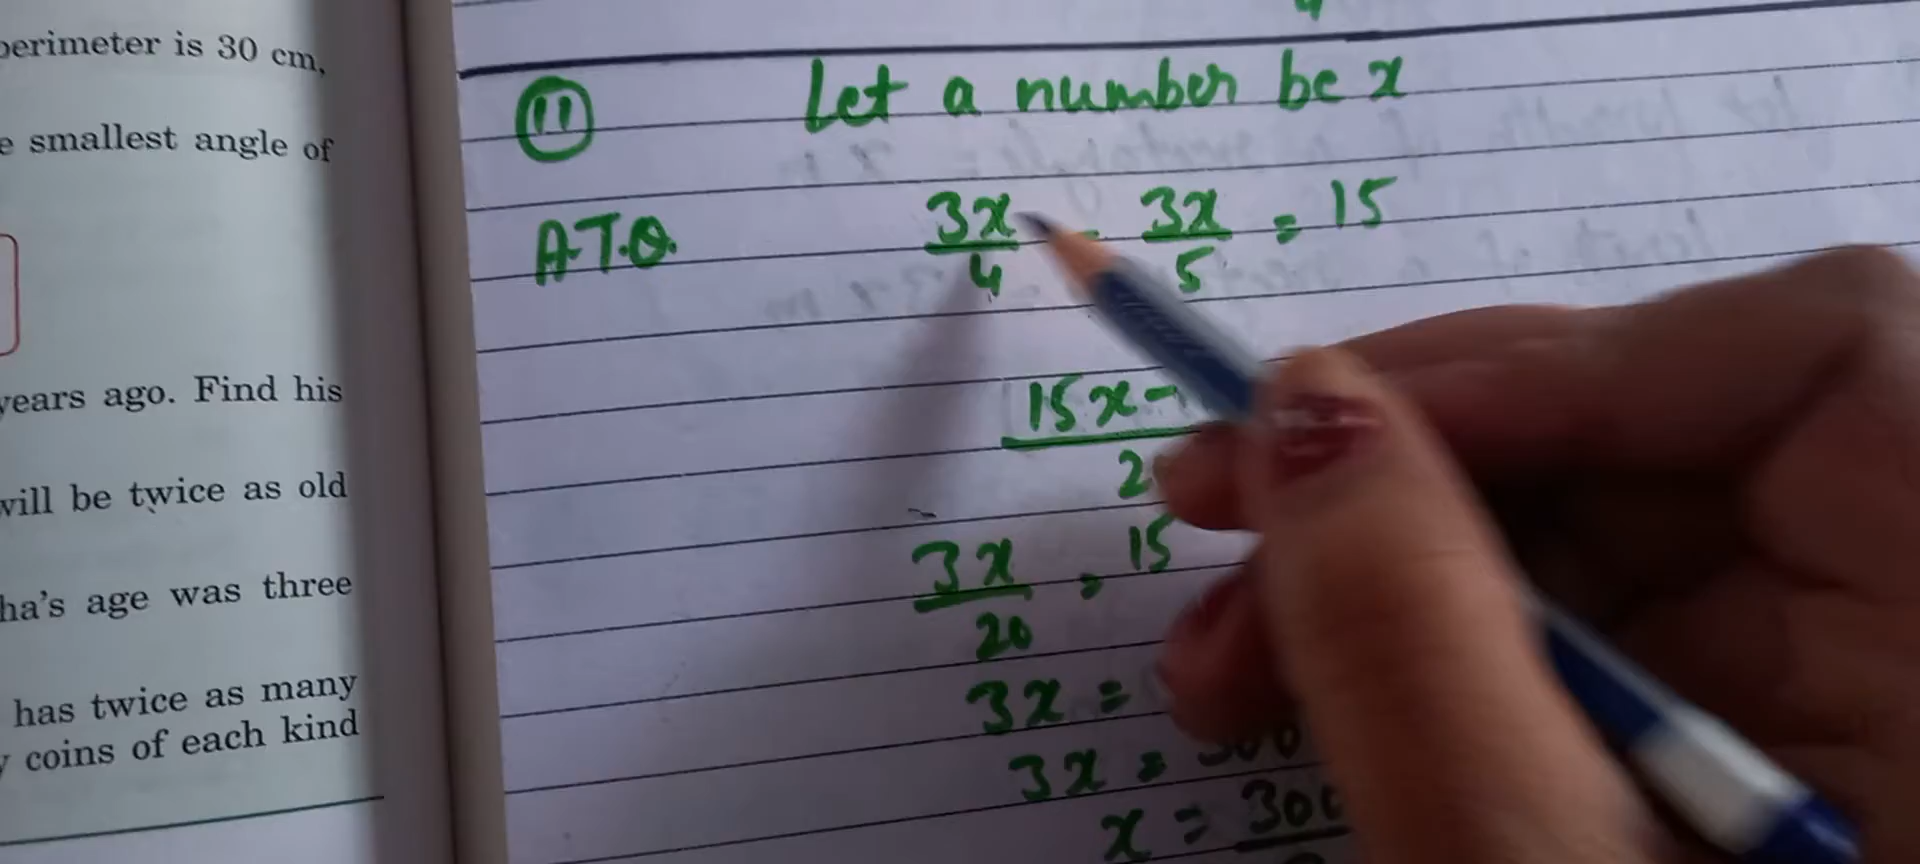 perimeter is 30 cm,
smallest angle of
years ago. Find his
will be twice as old
ha's age was three
has twice as many
coins of each kind
11 Let a number be x
A.T.Q. 3x/4 - 3x/5 = 15
15x -
2
3x/20 = 15
3x =
3x = 300
x = 300